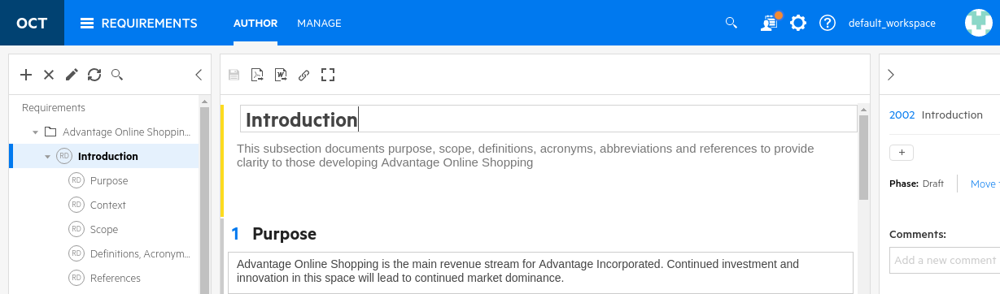 OCT REQUIREMENTS AUTHOR MANAGE default_workspace
Requirements
Advantage Online Shoppin...
RD Introduction
RD Purpose
RD Context
RD Scope
RD Definitions, Acronym...
RD References
Introduction
This subsection documents purpose, scope, definitions, acronyms, abbreviations and references to provide
clarity to those developing Advantage Online Shopping
1 Purpose
Advantage Online Shopping is the main revenue stream for Advantage Incorporated. Continued investment and
innovation in this space will lead to continued market dominance.
2002 Introduction
+
Phase: Draft Move
Comments:
Add a new comment